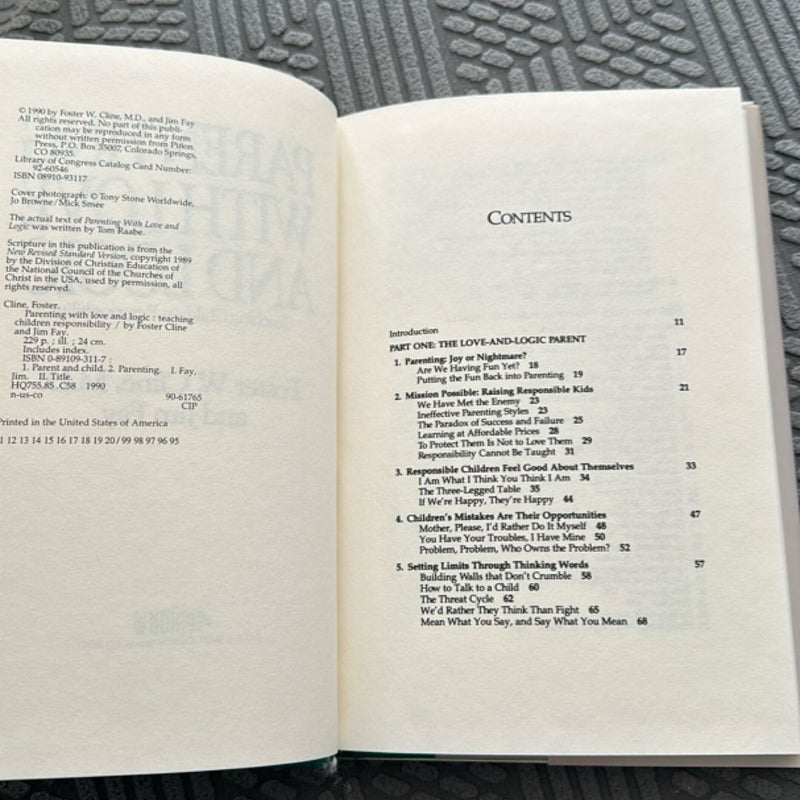 © 1990 by Foster W. Cline, M.D., and Jim Fay
All rights reserved. No part of this publi-
cation may be reproduced in any form
without written permission from Piñon
Press, P.O. Box 35007, Colorado Springs,
CO 80935.
Library of Congress Catalog Card Number:
92-60546
ISBN 08910-93117
Cover photograph: © Tony Stone Worldwide,
Jo Browne/Mick Smee
The actual text of Parenting With Love and
Logic was written by Tom Raabe.
Scripture in this publication is from the
New Revised Standard Version, copyright 1989
by the Division of Christian Education of
the National Council of the Churches of
Christ in the USA, used by permission, all
rights reserved.
Cline, Foster.
Parenting with love and logic : teaching
children responsibility / by Foster Cline
and Jim Fay.
229 p. ; ill. ; 24 cm.
Includes index.
ISBN 0-89109-311-7 :
1. Parent and child. 2. Parenting. I. Fay,
Jim. II. Title.
HQ755.85 .C58 1990
n-us-co 90-61765
CIP
Printed in the United States of America
11 12 13 14 15 16 17 18 19 20/99 98 97 96 95
CONTENTS
Introduction 11
PART ONE: THE LOVE-AND-LOGIC PARENT
1. Parenting: Joy or Nightmare? 17
Are We Having Fun Yet? 18
Putting the Fun Back into Parenting 19
2. Mission Possible: Raising Responsible Kids 21
We Have Met the Enemy 23
Ineffective Parenting Styles 23
The Paradox of Success and Failure 25
Learning at Affordable Prices 28
To Protect Them Is Not to Love Them 29
Responsibility Cannot Be Taught 31
3. Responsible Children Feel Good About Themselves 33
I Am What I Think You Think I Am 34
The Three-Legged Table 35
If We're Happy, They're Happy 44
4. Children's Mistakes Are Their Opportunities 47
Mother, Please, I'd Rather Do It Myself 48
You Have Your Troubles, I Have Mine 50
Problem, Problem, Who Owns the Problem? 52
5. Setting Limits Through Thinking Words 57
Building Walls that Don't Crumble 58
How to Talk to a Child 60
The Threat Cycle 62
We'd Rather They Think Than Fight 65
Mean What You Say, and Say What You Mean 68